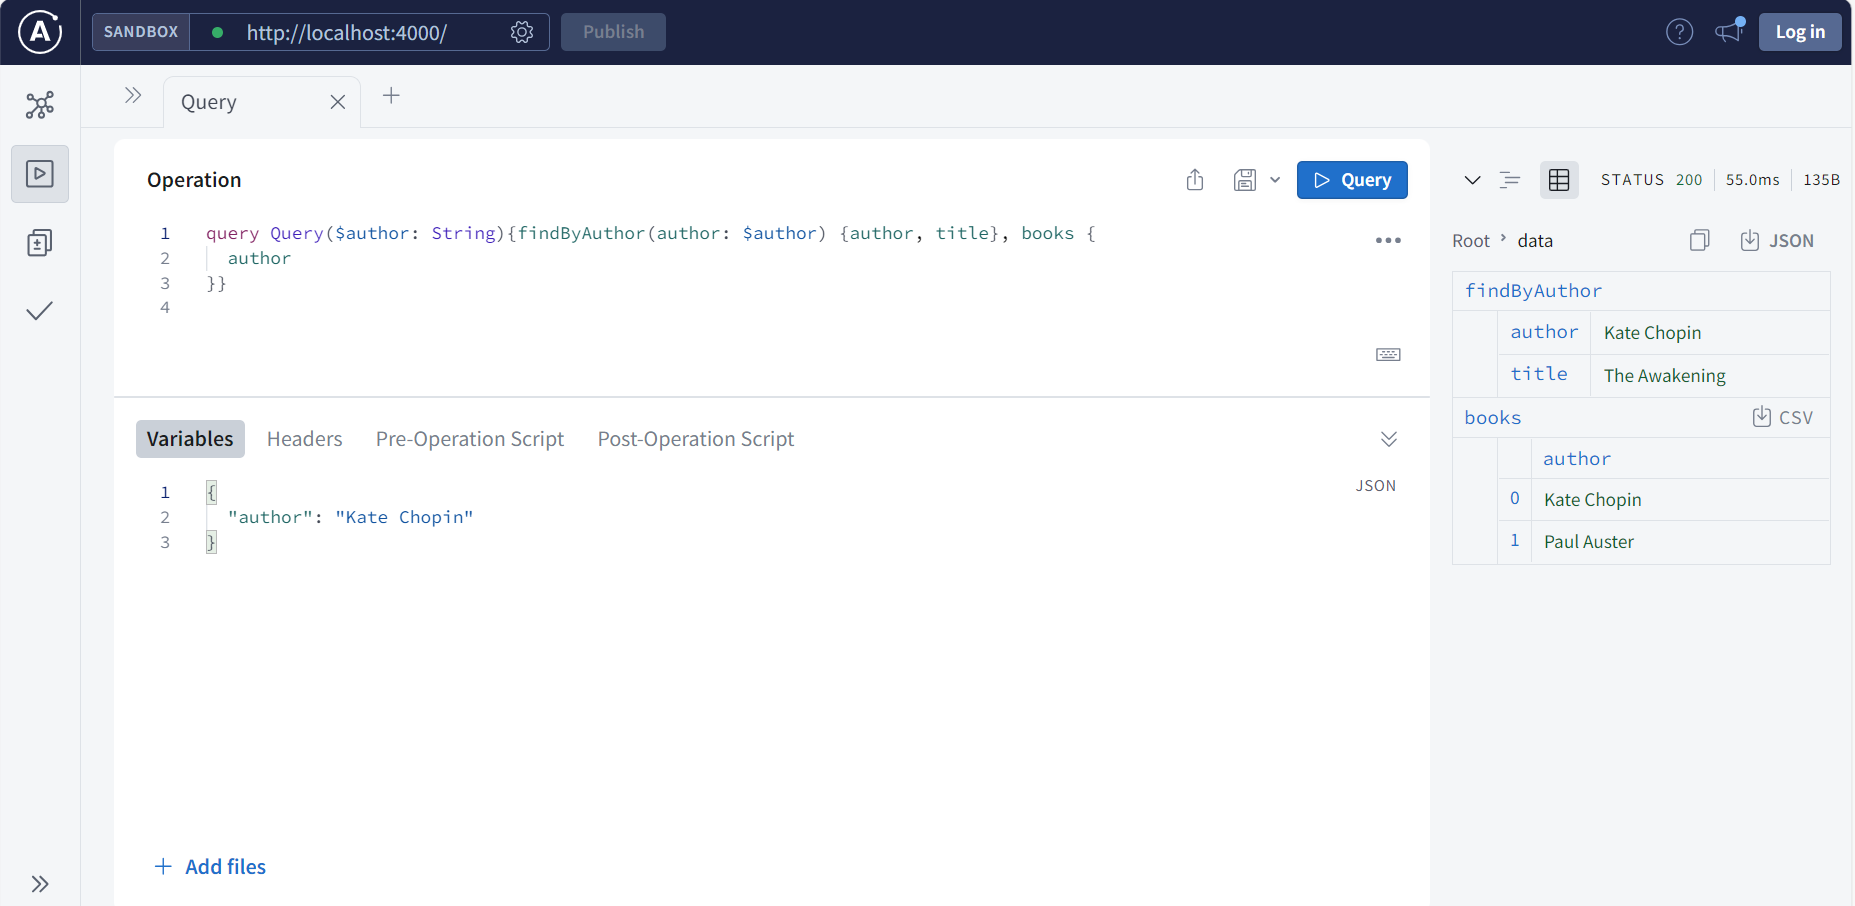 SANDBOX http://localhost:4000/ Publish Log in
Query
Operation
Query
1 query Query($author: String){findByAuthor(author: $author) {author, title}, books {
2 author
3 }}
4
Variables Headers Pre-Operation Script Post-Operation Script
JSON
1 {
2 "author": "Kate Chopin"
3 }
Add files
STATUS 200 55.0ms 135B
Root › data JSON
findByAuthor
author Kate Chopin
title The Awakening
books CSV
author
0 Kate Chopin
1 Paul Auster